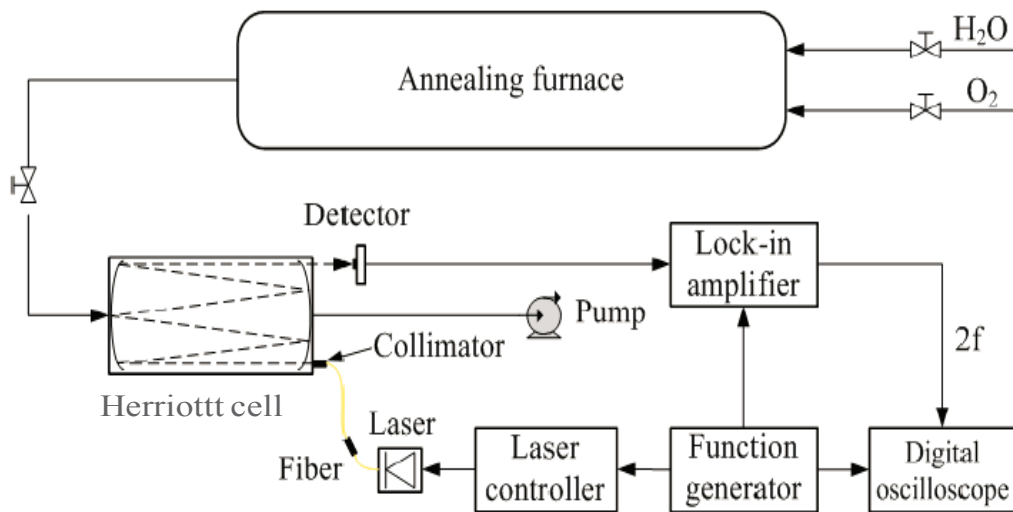 H₂O
Annealing furnace
O₂
Detector
Lock-in
amplifier
Pump
Collimator
2f
Herriottt cell
Laser
Fiber
Laser
controller
Function
generator
Digital
oscilloscope